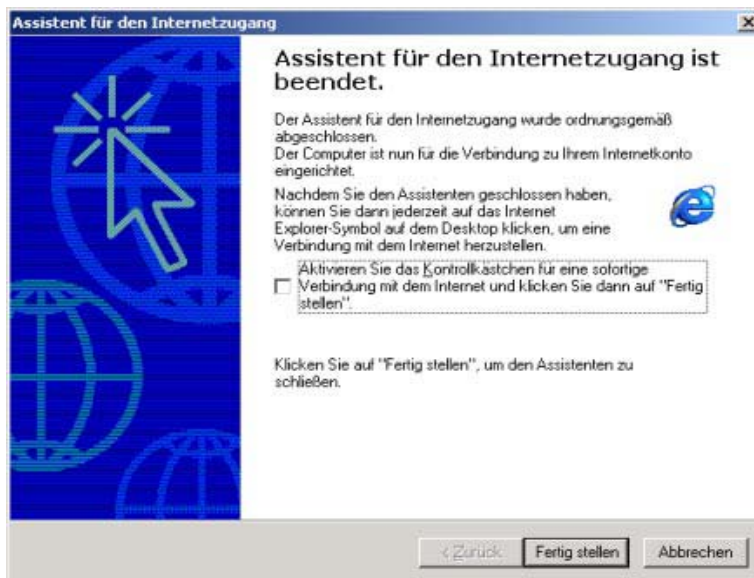 Assistent für den Internetzugang
Assistent für den Internetzugang ist
beendet.
Der Assistent für den Internetzugang wurde ordnungsgemäß
abgeschlossen.
Der Computer ist nun für die Verbindung zu Ihrem Internetkonto
eingerichtet.
Nachdem Sie den Assistenten geschlossen haben,
können Sie dann jederzeit auf das Internet
Explorer-Symbol auf dem Desktop klicken, um eine
Verbindung mit dem Internet herzustellen.
Aktivieren Sie das Kontrollkästchen für eine sofortige
Verbindung mit dem Internet und klicken Sie dann auf "Fertig
stellen".
Klicken Sie auf "Fertig stellen", um den Assistenten zu
schließen.
< Zurück Fertig stellen Abbrechen